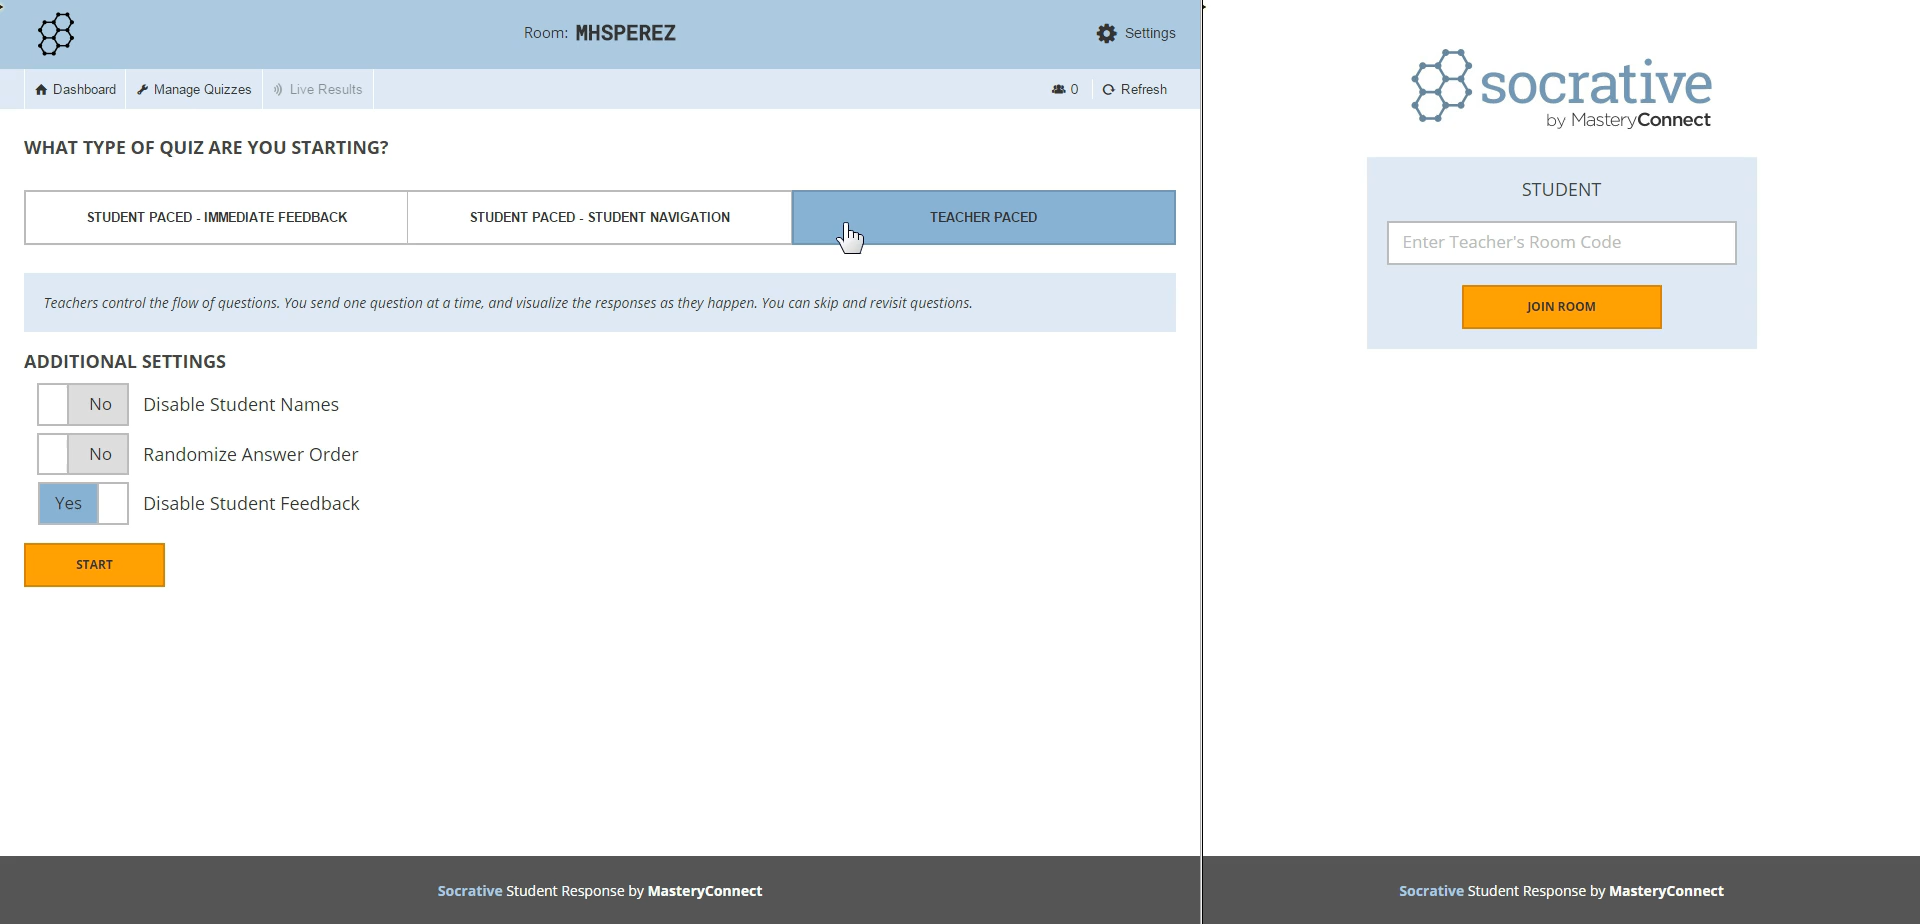 Room: MHSPEREZ
Settings
Dashboard
Manage Quizzes
Live Results
0
Refresh
WHAT TYPE OF QUIZ ARE YOU STARTING?
STUDENT PACED - IMMEDIATE FEEDBACK
STUDENT PACED - STUDENT NAVIGATION
TEACHER PACED
Teachers control the flow of questions. You send one question at a time, and visualize the responses as they happen. You can skip and revisit questions.
ADDITIONAL SETTINGS
No Disable Student Names
No Randomize Answer Order
Yes Disable Student Feedback
START
Socrative Student Response by MasteryConnect
socrative
by MasteryConnect
STUDENT
Enter Teacher's Room Code
JOIN ROOM
Socrative Student Response by MasteryConnect